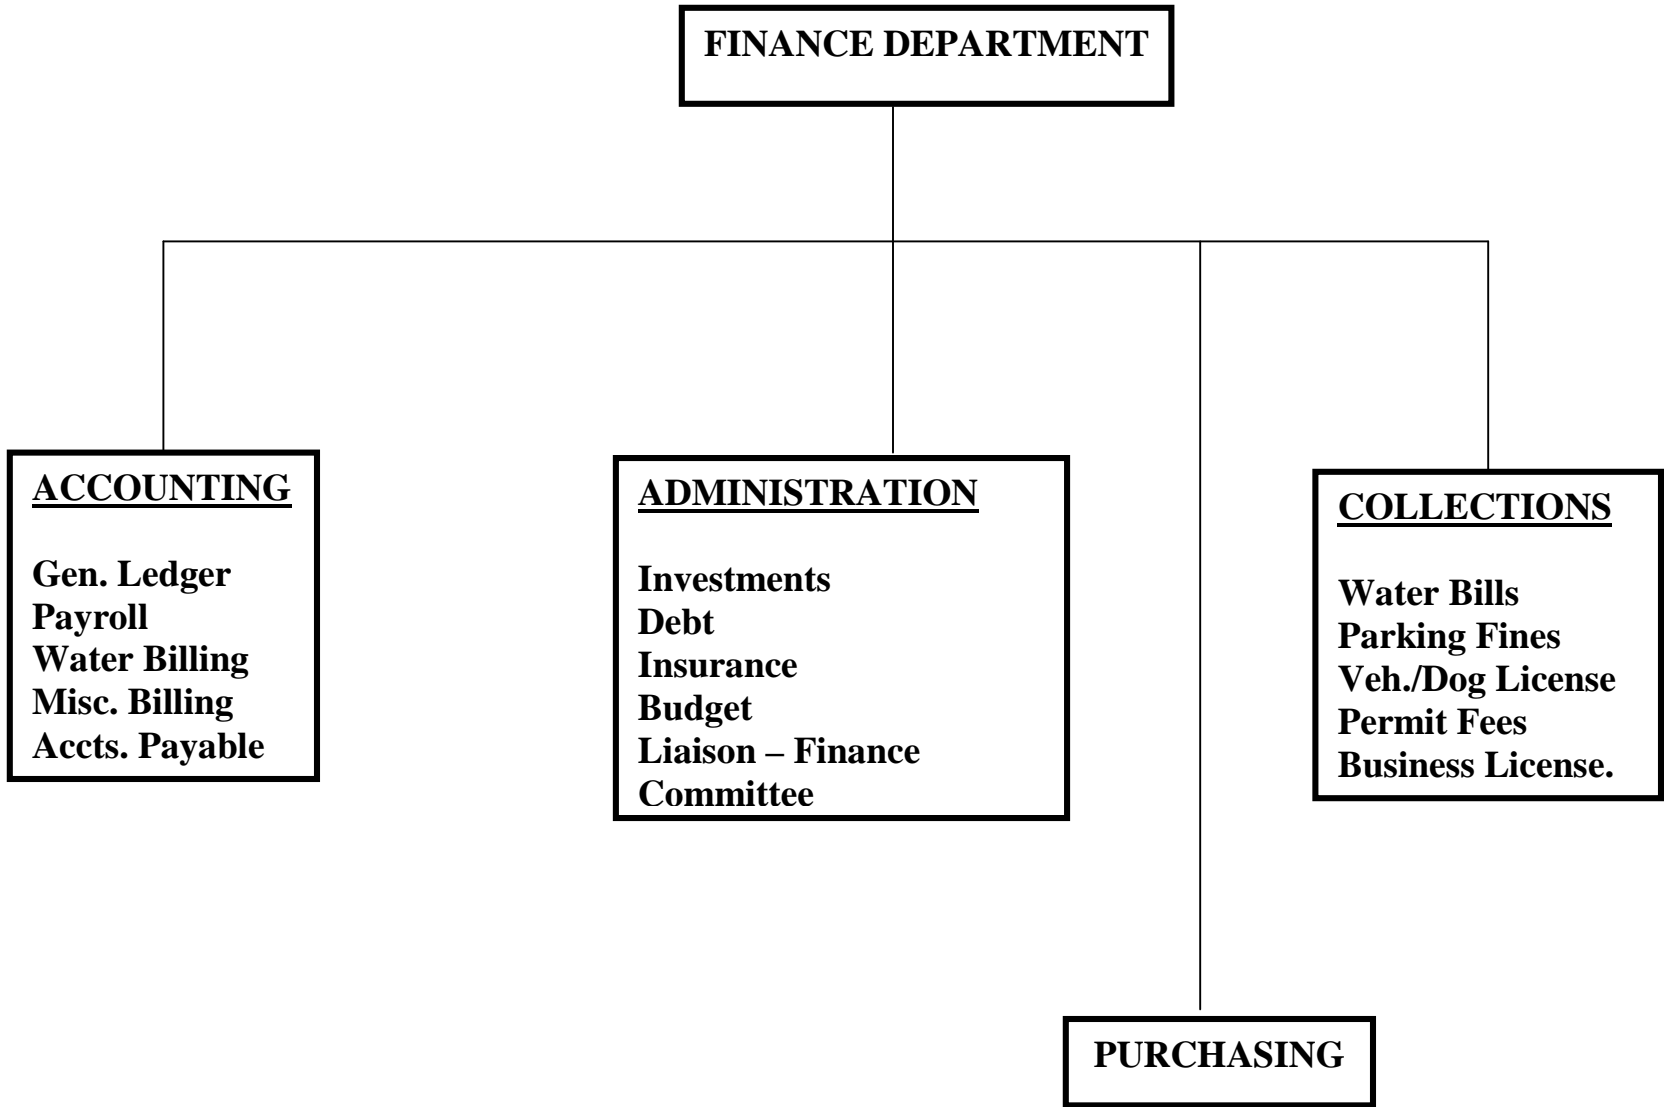 FINANCE DEPARTMENT
ACCOUNTING
Gen. Ledger
Payroll
Water Billing
Misc. Billing
Accts. Payable
ADMINISTRATION
Investments
Debt
Insurance
Budget
Liaison – Finance
Committee
COLLECTIONS
Water Bills
Parking Fines
Veh./Dog License
Permit Fees
Business License.
PURCHASING